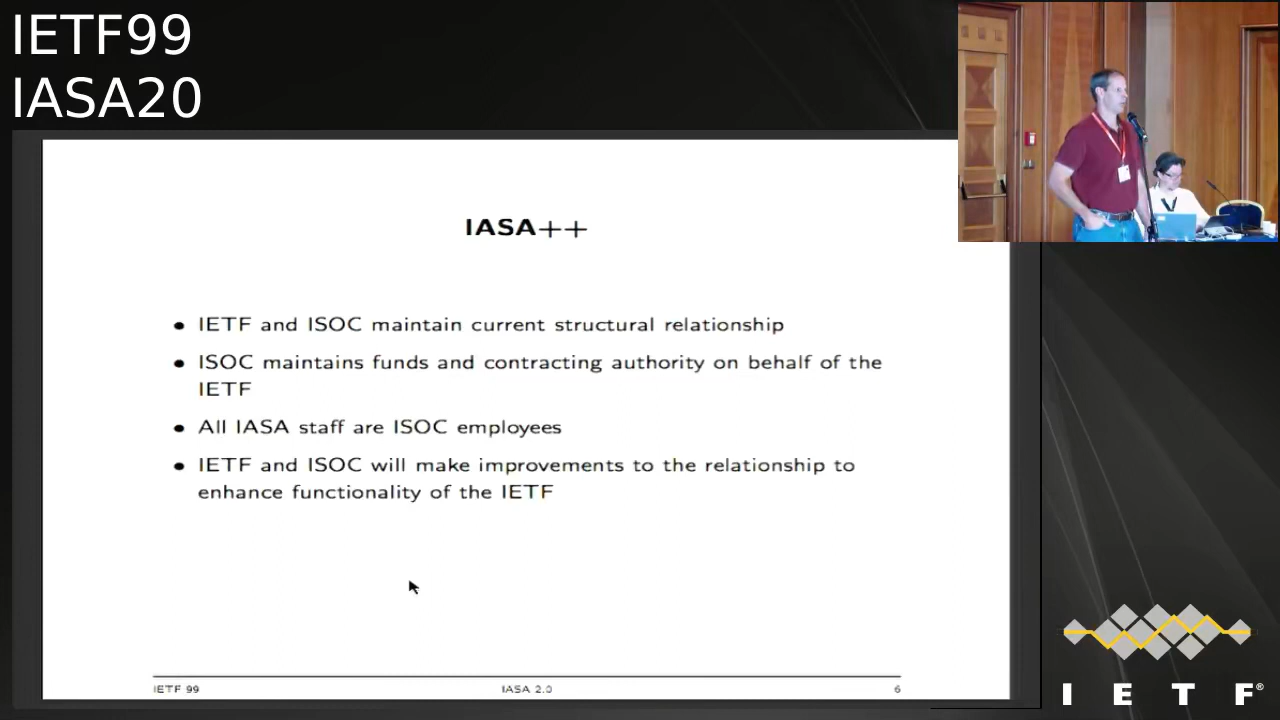 IETF99
IASA20
IASA++
• IETF and ISOC maintain current structural relationship
• ISOC maintains funds and contracting authority on behalf of the
IETF
• All IASA staff are ISOC employees
• IETF and ISOC will make improvements to the relationship to
enhance functionality of the IETF
IETF 99 IASA 2.0 6
I E T F®